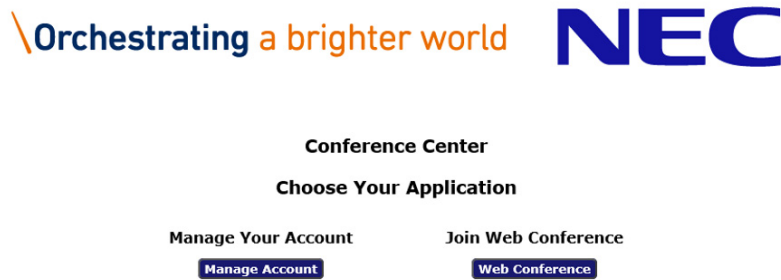 \Orchestrating a brighter world NEC
Conference Center
Choose Your Application
Manage Your Account Join Web Conference
Manage Account Web Conference